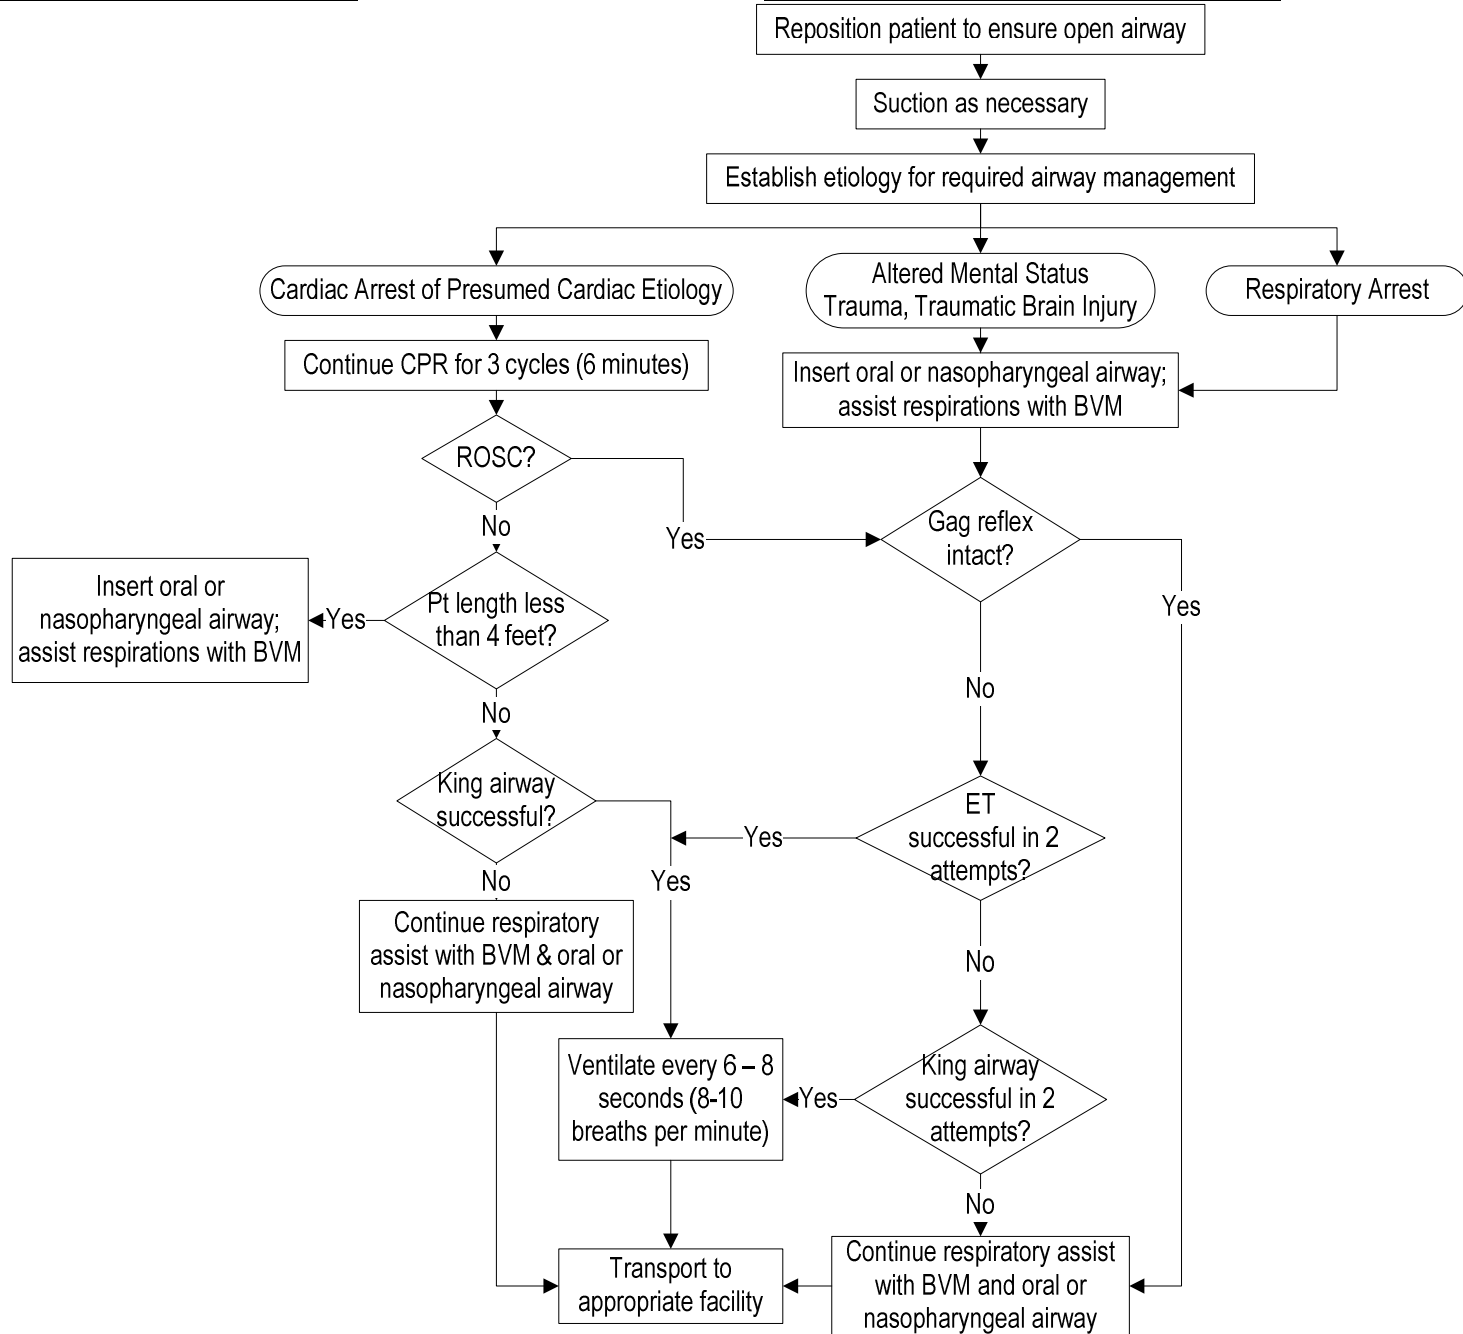 Reposition patient to ensure open airway
Suction as necessary
Establish etiology for required airway management
Cardiac Arrest of Presumed Cardiac Etiology
Altered Mental Status
Trauma, Traumatic Brain Injury
Respiratory Arrest
Continue CPR for 3 cycles (6 minutes)
Insert oral or nasopharyngeal airway;
assist respirations with BVM
ROSC?
No
Yes
Gag reflex
intact?
Yes
No
Insert oral or
nasopharyngeal airway;
assist respirations with BVM
Yes
Pt length less
than 4 feet?
No
King airway
successful?
No
Yes
ET
successful in 2
attempts?
Yes
No
Continue respiratory
assist with BVM & oral or
nasopharyngeal airway
Ventilate every 6 – 8
seconds (8-10
breaths per minute)
Yes
King airway
successful in 2
attempts?
No
Transport to
appropriate facility
Continue respiratory assist
with BVM and oral or
nasopharyngeal airway